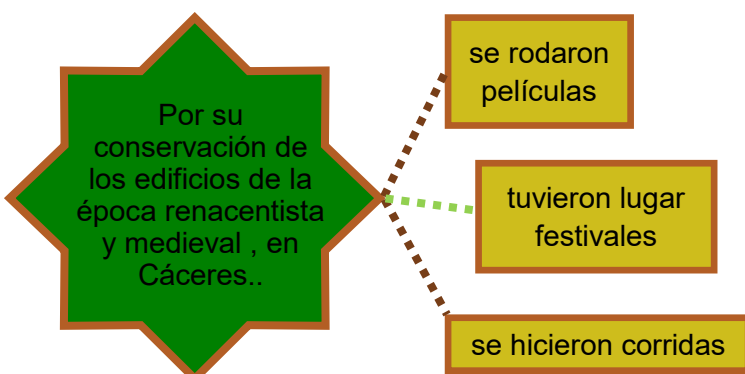 Por su
conservación de
los edificios de la
época renacentista
y medieval , en
Cáceres..
se rodaron
películas
tuvieron lugar
festivales
se hicieron corridas